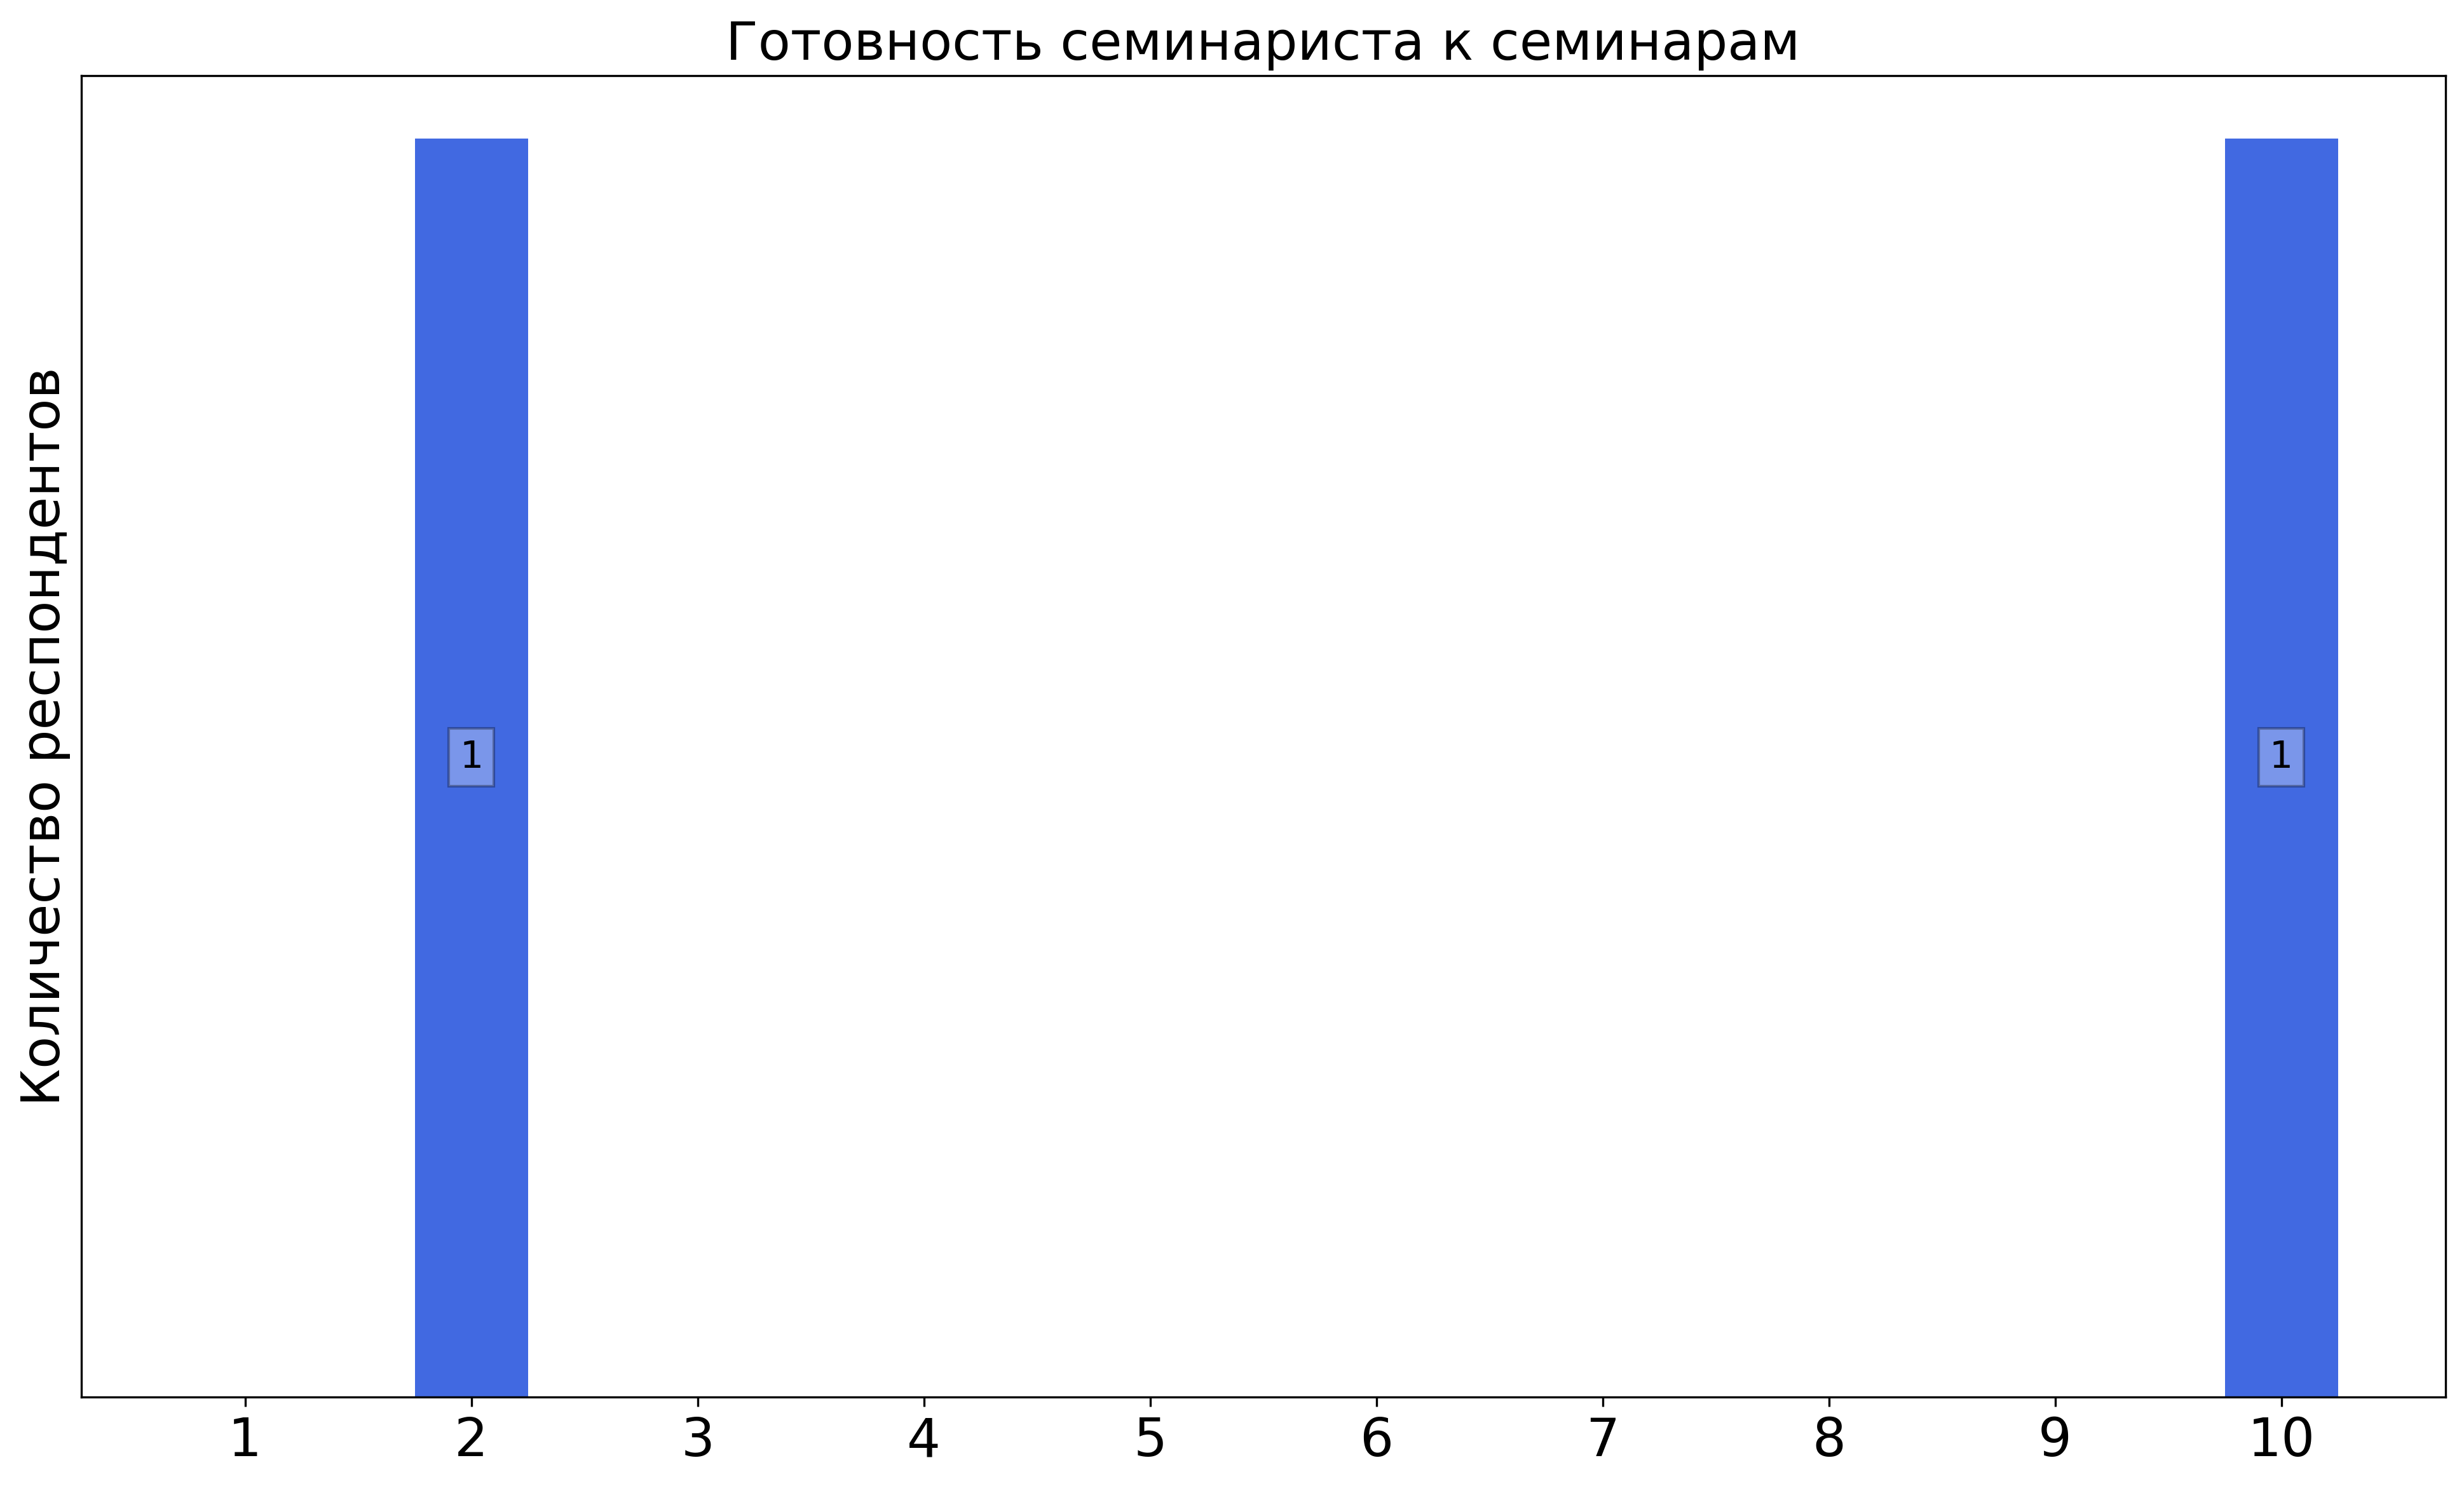 Готовность семинариста к семинарам
Количество респондентов
1
1
1 2 3 4 5 6 7 8 9 10